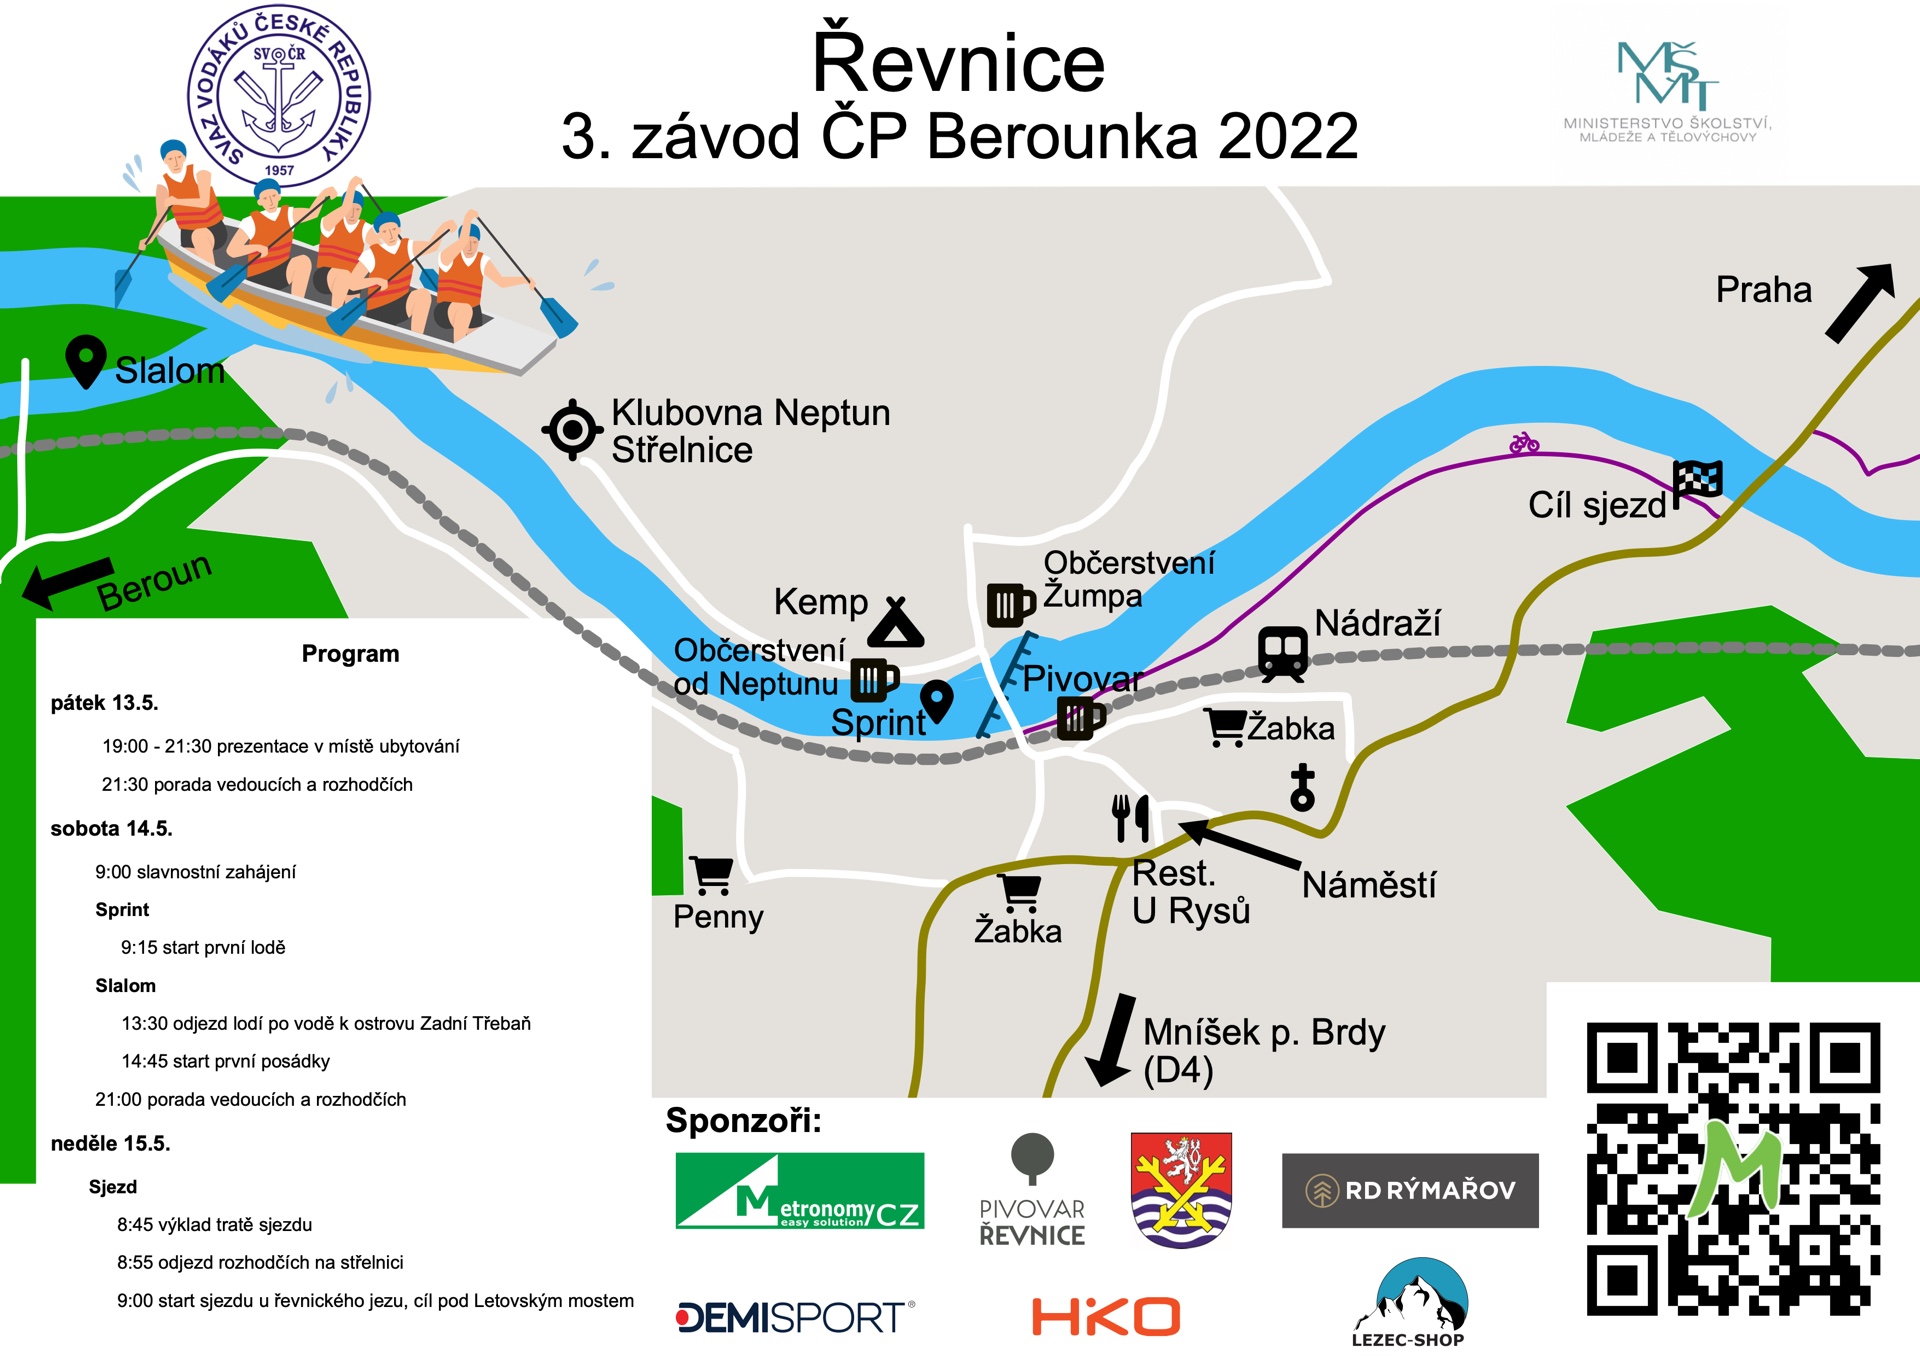 SVAZ VODÁKŮ ČESKÉ REPUBLIKY
SV ČR
1957
Řevnice
3. závod ČP Berounka 2022
MŠMT
MINISTERSTVO ŠKOLSTVÍ,
MLÁDEŽE A TĚLOVÝCHOVY
Praha
Slalom
Klubovna Neptun
Střelnice
Cíl sjezd
Beroun
Občerstvení
Žumpa
Kemp
Nádraží
Občerstvení
od Neptunu
Pivovar
Sprint
Žabka
Rest.
U Rysů
Náměstí
Penny
Žabka
Mníšek p. Brdy
(D4)
Program
pátek 13.5.
19:00 - 21:30 prezentace v místě ubytování
21:30 porada vedoucích a rozhodčích
sobota 14.5.
9:00 slavnostní zahájení
Sprint
9:15 start první lodě
Slalom
13:30 odjezd lodí po vodě k ostrovu Zadní Třebaň
14:45 start první posádky
21:00 porada vedoucích a rozhodčích
neděle 15.5.
Sjezd
8:45 výklad tratě sjezdu
8:55 odjezd rozhodčích na střelnici
9:00 start sjezdu u řevnického jezu, cíl pod Letovským mostem
Sponzoři:
Metronomy CZ
easy solution
PIVOVAR
ŘEVNICE
RD RÝMAŘOV
DEMISPORT®
HIKO
LEZEC-SHOP
M